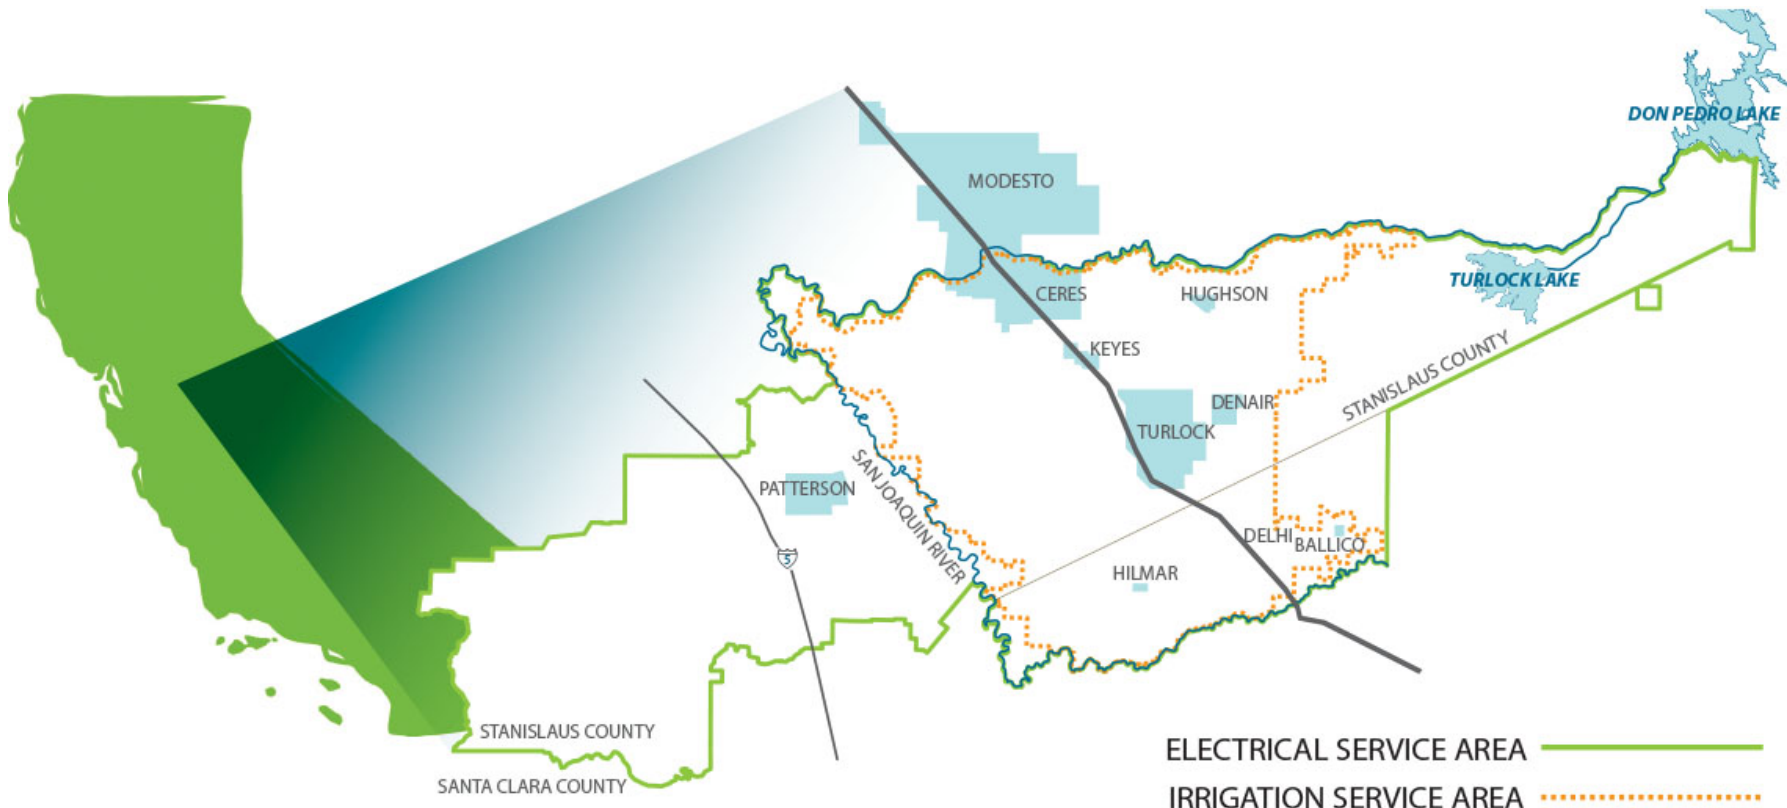 DON PEDRO LAKE
MODESTO
TURLOCK LAKE
CERES
HUGHSON
KEYES
STANISLAUS COUNTY
DENAIR
TURLOCK
PATTERSON
SAN JOAQUIN RIVER
DELHI
BALLICO
5
HILMAR
STANISLAUS COUNTY
SANTA CLARA COUNTY
ELECTRICAL SERVICE AREA
IRRIGATION SERVICE AREA